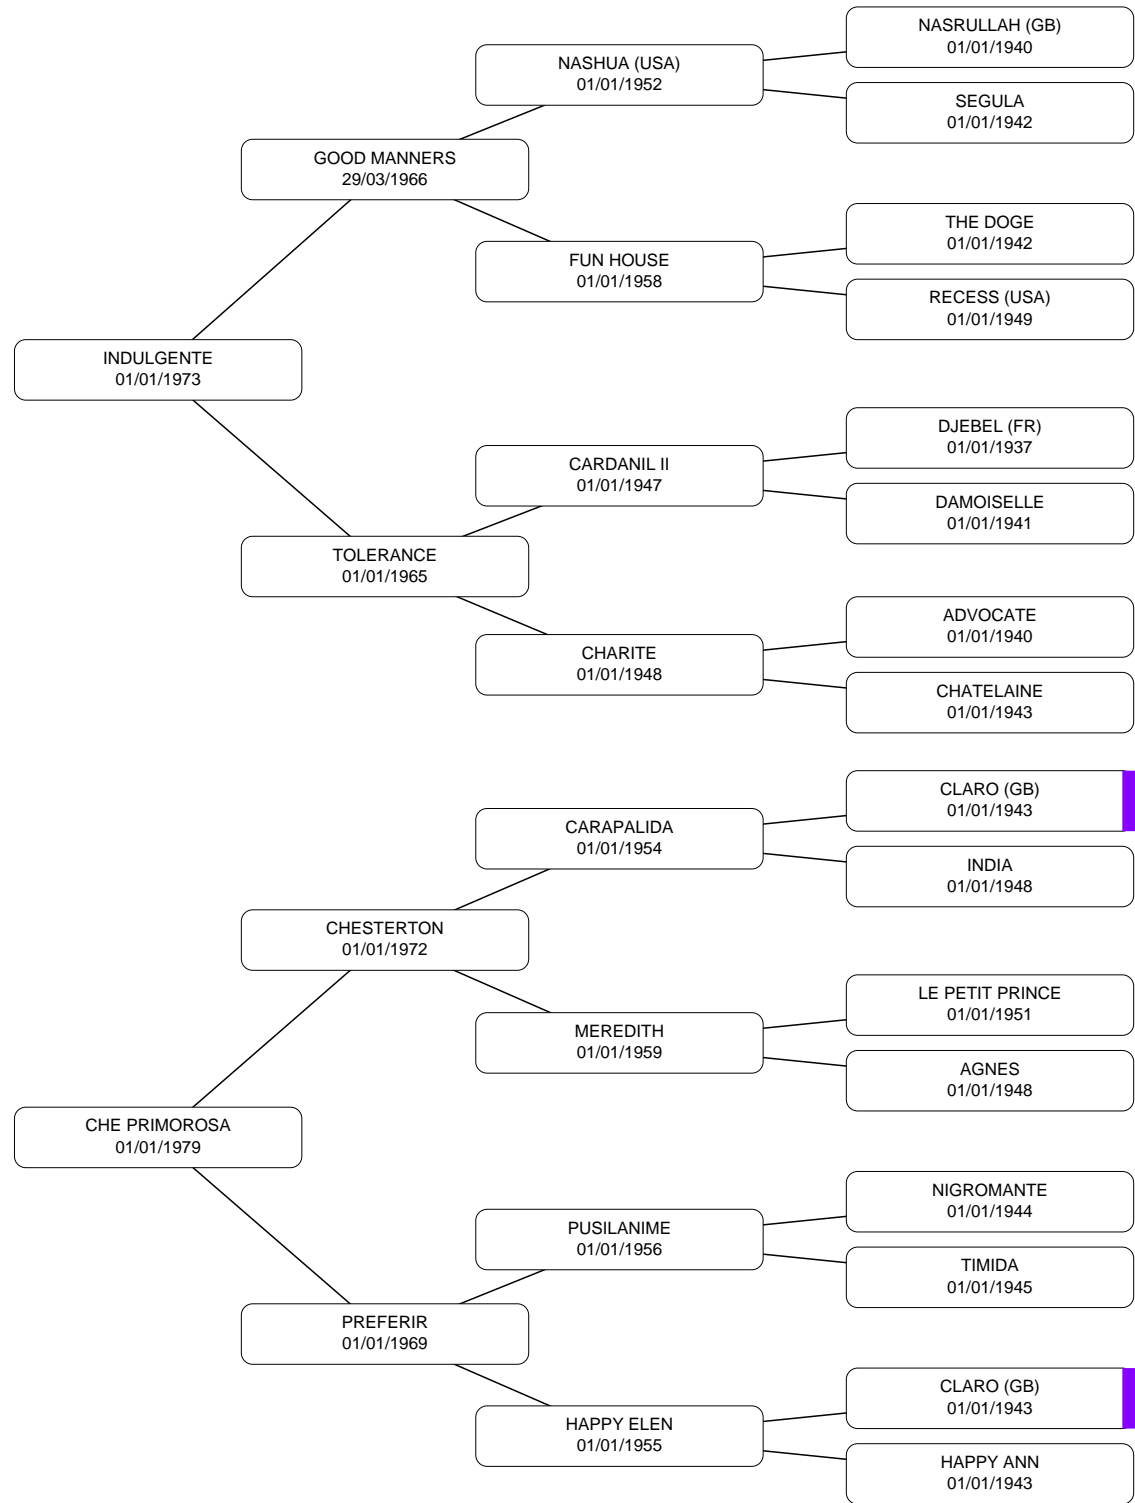 NASRULLAH (GB)
01/01/1940
NASHUA (USA)
01/01/1952
SEGULA
01/01/1942
GOOD MANNERS
29/03/1966
THE DOGE
01/01/1942
FUN HOUSE
01/01/1958
RECESS (USA)
01/01/1949
INDULGENTE
01/01/1973
DJEBEL (FR)
01/01/1937
CARDANIL II
01/01/1947
DAMOISELLE
01/01/1941
TOLERANCE
01/01/1965
ADVOCATE
01/01/1940
CHARITE
01/01/1948
CHATELAINE
01/01/1943
CLARO (GB)
01/01/1943
CARAPALIDA
01/01/1954
INDIA
01/01/1948
CHESTERTON
01/01/1972
LE PETIT PRINCE
01/01/1951
MEREDITH
01/01/1959
AGNES
01/01/1948
CHE PRIMOROSA
01/01/1979
NIGROMANTE
01/01/1944
PUSILANIME
01/01/1956
TIMIDA
01/01/1945
PREFERIR
01/01/1969
CLARO (GB)
01/01/1943
HAPPY ELEN
01/01/1955
HAPPY ANN
01/01/1943